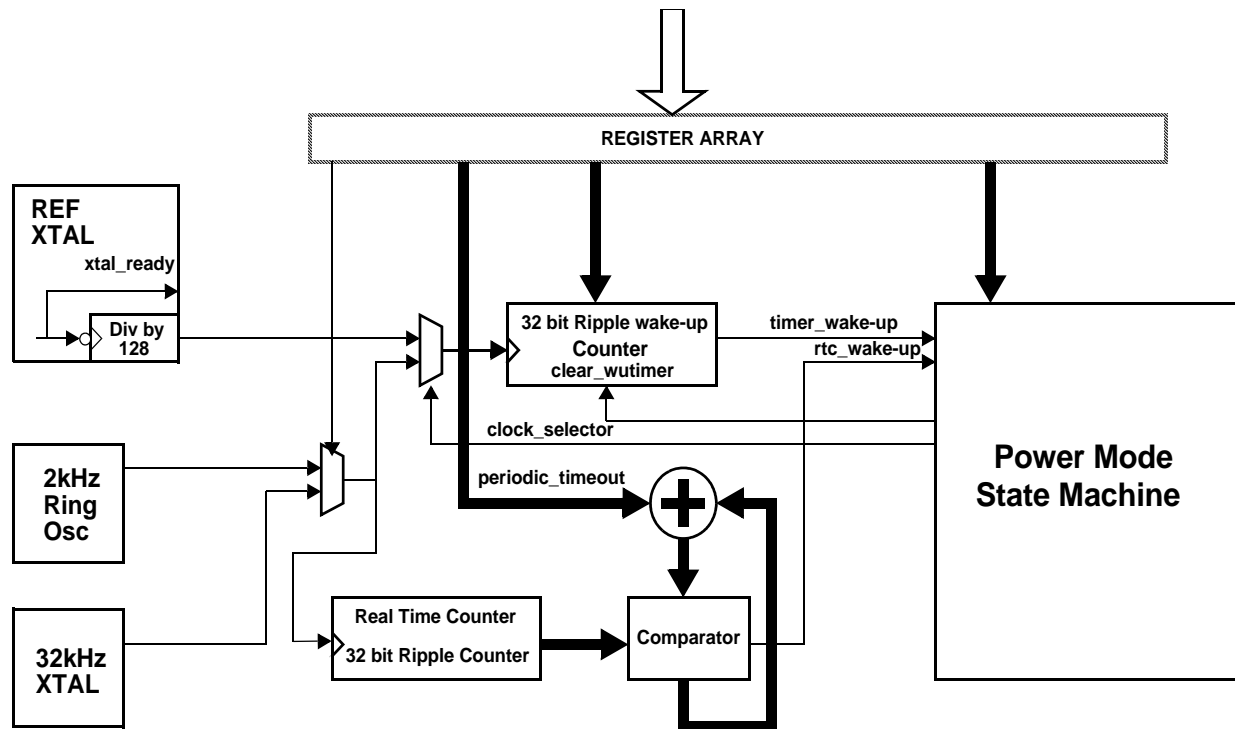 REGISTER ARRAY
REF
XTAL
xtal_ready
Div by
128
32 bit Ripple wake-up
Counter
clear_wutimer
timer_wake-up
rtc_wake-up
clock_selector
periodic_timeout
2kHz
Ring
Osc
Power Mode
State Machine
Real Time Counter
32 bit Ripple Counter
Comparator
32kHz
XTAL